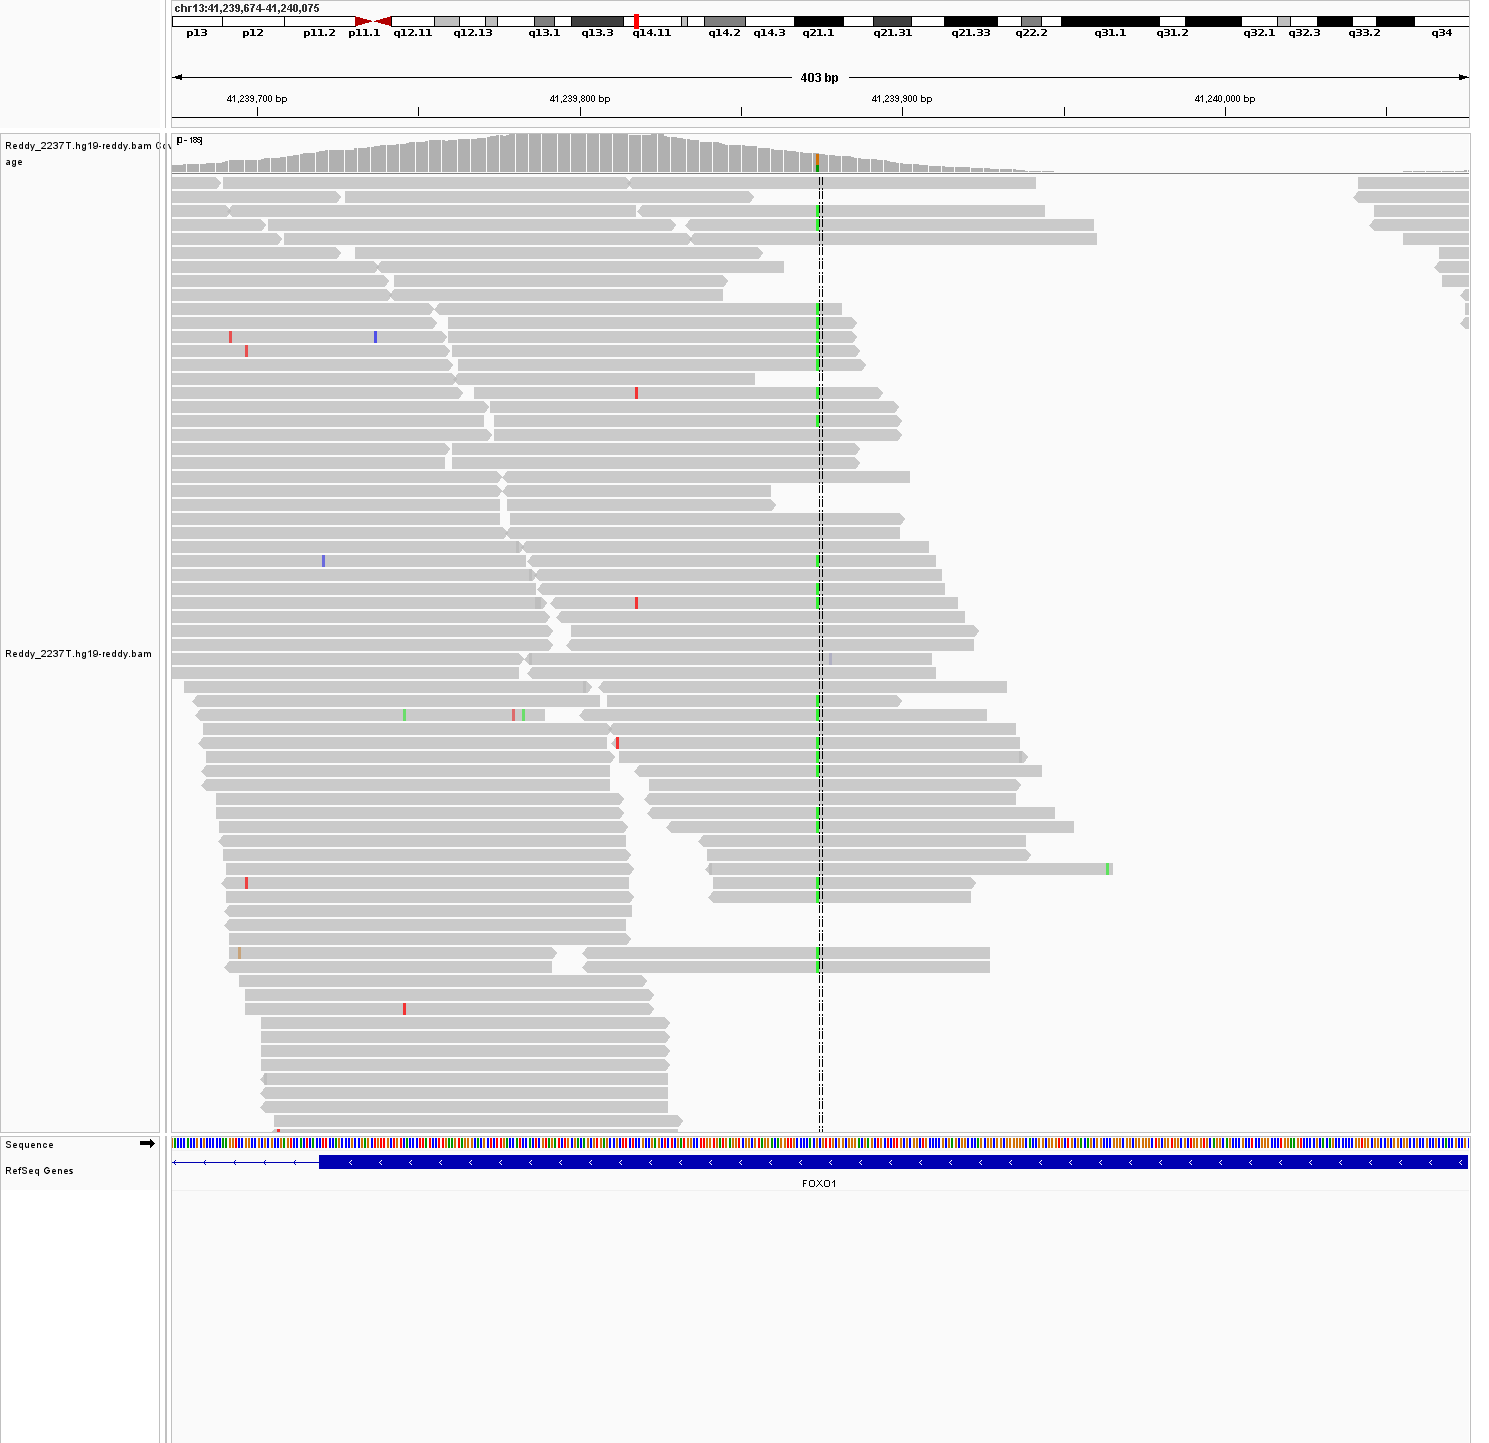 chr13:41,239,674-41,240,075
p13 p12 p11.2 p11.1 q12.11 q12.13 q13.1 q13.3 q14.11 q14.2 q14.3 q21.1 q21.31 q21.33 q22.2 q31.1 q31.2 q32.1 q32.3 q33.2 q34
403 bp
41,239,700 bp 41,239,800 bp 41,239,900 bp 41,240,000 bp
Reddy_2237T.hg19-reddy.bam Cov
age
[0 - 186]
Reddy_2237T.hg19-reddy.bam
Sequence
RefSeq Genes
FOXO1